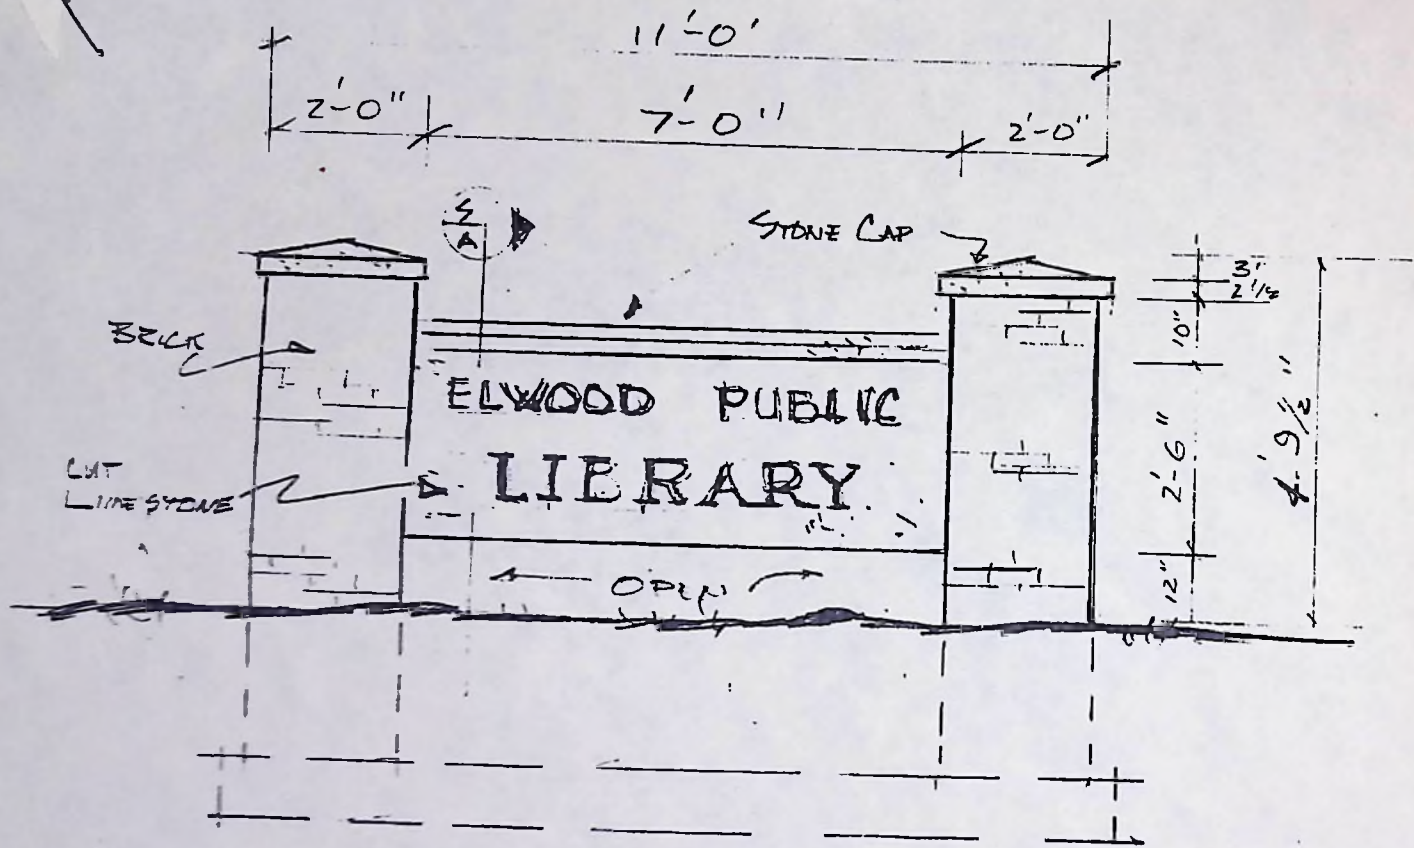 11'-0'
2'-0" 7'-0" 2'-0"
A
STONE CAP
3"
2 1/2
BRICK
10"
ELWOOD PUBLIC
LIBRARY
CUT
LIMESTONE
2'-6"
4'-9 1/2"
OPEN
12"